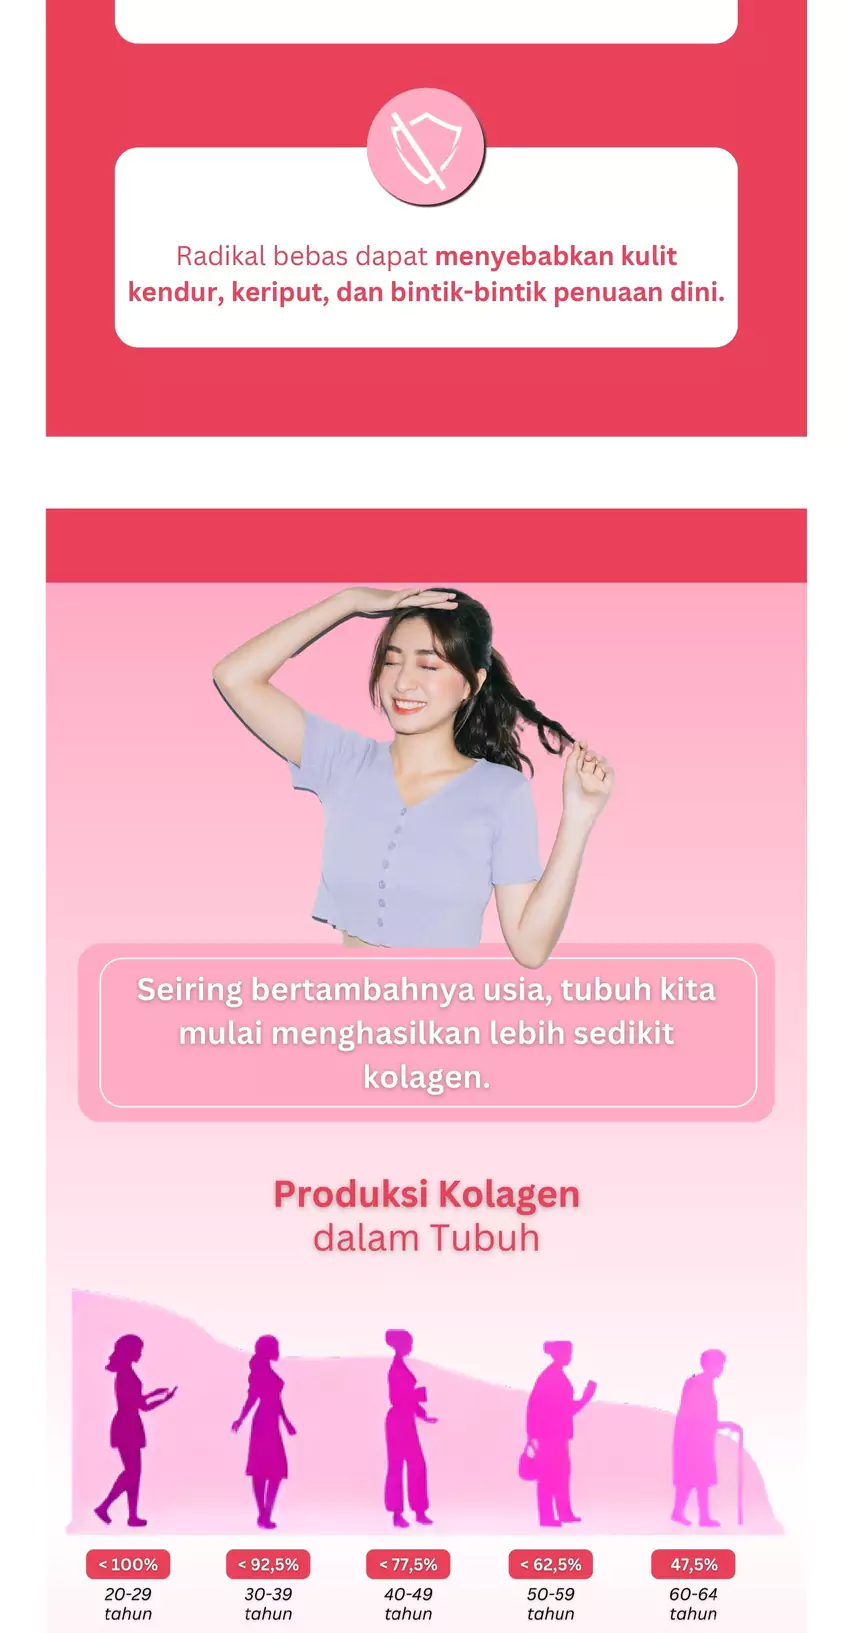 Radikal bebas dapat menyebabkan kulit
kendur, keriput, dan bintik-bintik penuaan dini.
Seiring bertambahnya usia, tubuh kita
mulai menghasilkan lebih sedikit
kolagen.
Produksi Kolagen
dalam Tubuh
< 100% < 92,5% < 77,5% < 62,5% 47,5%
20-29 30-39 40-49 50-59 60-64
tahun tahun tahun tahun tahun